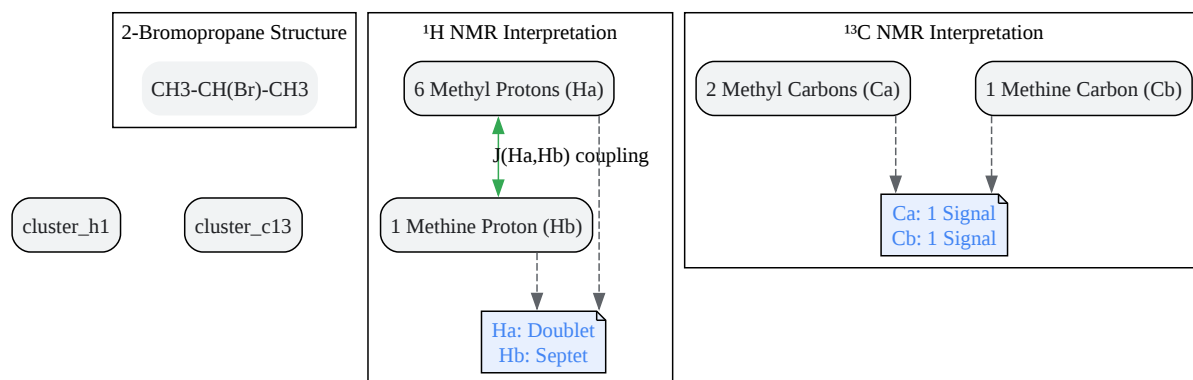 2-Bromopropane Structure
CH3-CH(Br)-CH3
cluster_h1
cluster_c13
¹H NMR Interpretation
6 Methyl Protons (Ha)
J(Ha,Hb) coupling
1 Methine Proton (Hb)
Ha: Doublet
Hb: Septet
¹³C NMR Interpretation
2 Methyl Carbons (Ca)
1 Methine Carbon (Cb)
Ca: 1 Signal
Cb: 1 Signal